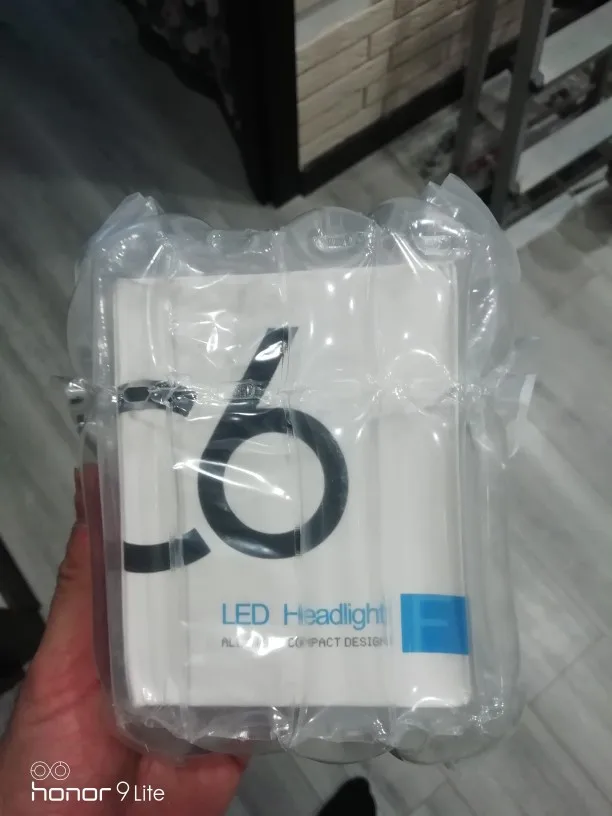 C6
LED Headlight
COMPACT DESIGN
honor 9 Lite